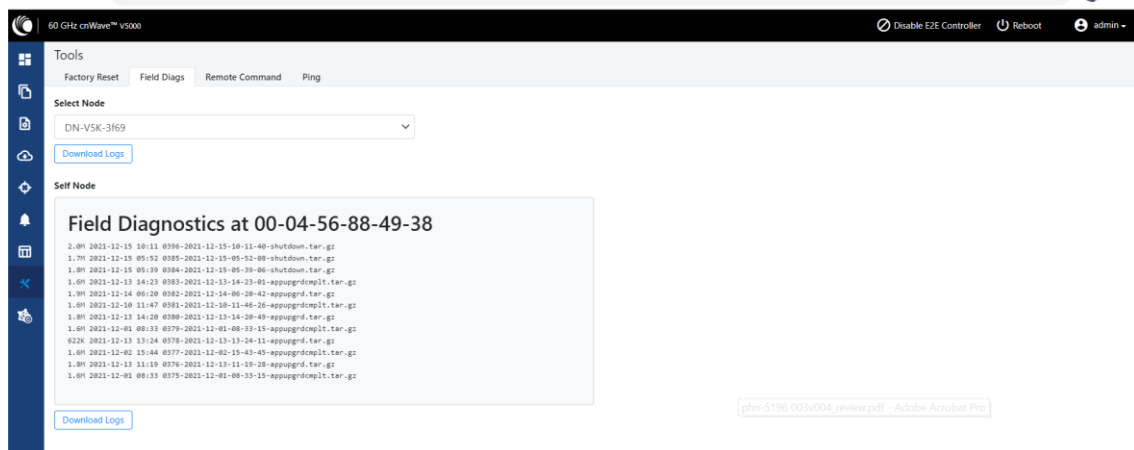 60 GHz cnWave™ V5000
Disable E2E Controller
Reboot
admin
Tools
Factory Reset
Field Diags
Remote Command
Ping
Select Node
DN-V5K-3f69
Download Logs
Self Node
Field Diagnostics at 00-04-56-88-49-38
2.0M 2021-12-15 10:11 0396-2021-12-15-10-11-40-shutdown.tar.gz
1.7M 2021-12-15 05:52 0385-2021-12-15-05-52-08-shutdown.tar.gz
1.8M 2021-12-15 05:39 0384-2021-12-15-05-39-06-shutdown.tar.gz
1.6M 2021-12-13 14:23 0383-2021-12-13-14-23-01-appupgrdcmplt.tar.gz
1.9M 2021-12-14 06:20 0382-2021-12-14-06-20-42-appupgrd.tar.gz
1.6M 2021-12-10 11:47 0381-2021-12-10-11-46-26-appupgrdcmplt.tar.gz
1.8M 2021-12-13 14:20 0380-2021-12-13-14-20-49-appupgrd.tar.gz
1.6M 2021-12-01 08:33 0379-2021-12-01-08-33-15-appupgrdcmplt.tar.gz
622K 2021-12-13 13:24 0378-2021-12-13-13-24-11-appupgrd.tar.gz
1.6M 2021-12-02 15:44 0377-2021-12-02-15-43-45-appupgrdcmplt.tar.gz
1.8M 2021-12-13 11:19 0376-2021-12-13-11-19-28-appupgrd.tar.gz
1.6M 2021-12-01 08:33 0375-2021-12-01-08-33-15-appupgrdcmplt.tar.gz
phn-5196 003v004_review.pdf - Adobe Acrobat Pro
Download Logs